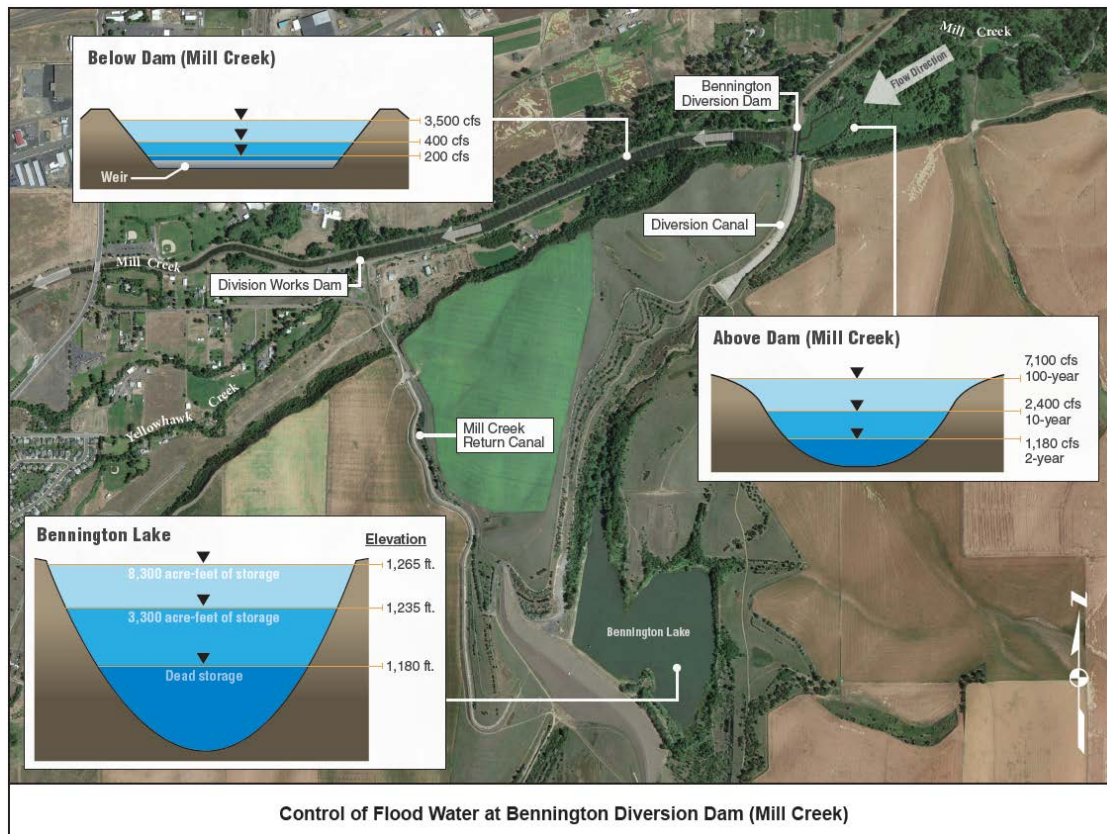 Mill Creek
Flow Direction
Below Dam (Mill Creek)
3,500 cfs
400 cfs
200 cfs
Weir
Bennington
Diversion Dam
Diversion Canal
Mill Creek
Division Works Dam
Yellowhawk Creek
Mill Creek
Return Canal
Above Dam (Mill Creek)
7,100 cfs
100-year
2,400 cfs
10-year
1,180 cfs
2-year
Bennington Lake
Elevation
1,265 ft.
8,300 acre-feet of storage
1,235 ft.
3,300 acre-feet of storage
1,180 ft.
Dead storage
Bennington Lake
Z
Control of Flood Water at Bennington Diversion Dam (Mill Creek)